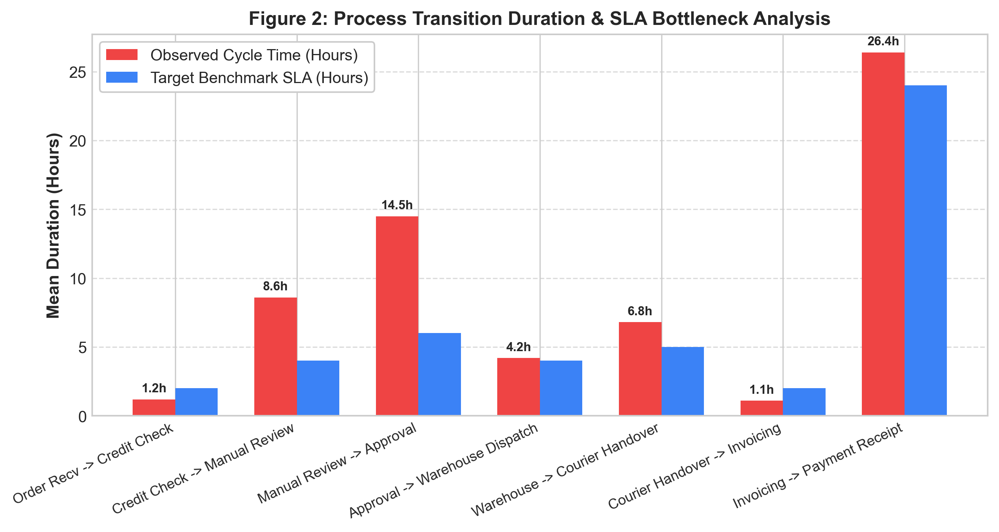 Figure 2: Process Transition Duration & SLA Bottleneck Analysis
Observed Cycle Time (Hours)
Target Benchmark SLA (Hours)
Mean Duration (Hours)
25
20
15
10
5
0
1.2h
8.6h
14.5h
4.2h
6.8h
1.1h
26.4h
Order Recv -> Credit Check
Credit Check -> Manual Review
Manual Review -> Approval
Approval -> Warehouse Dispatch
Warehouse -> Courier Handover
Courier Handover -> Invoicing
Invoicing -> Payment Receipt